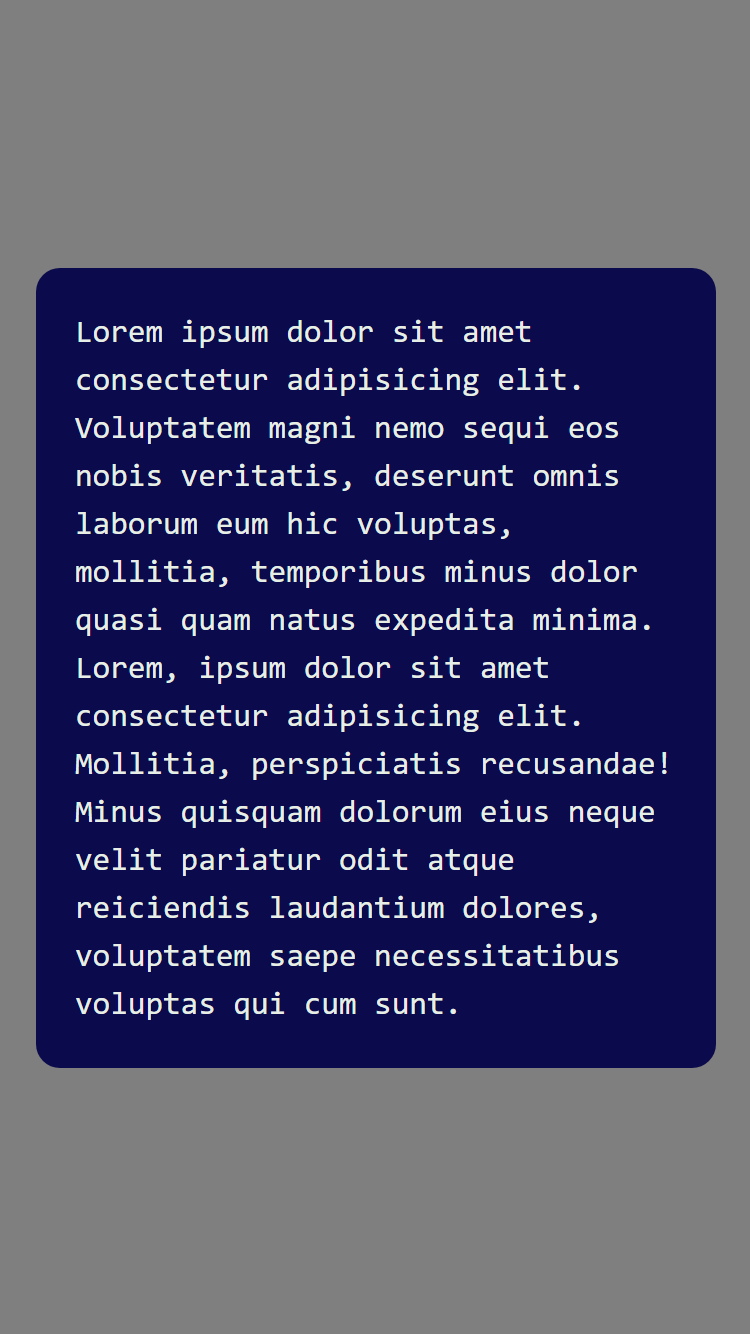 Lorem ipsum dolor sit amet
consectetur adipisicing elit.
Voluptatem magni nemo sequi eos
nobis veritatis, deserunt omnis
laborum eum hic voluptas,
mollitia, temporibus minus dolor
quasi quam natus expedita minima.
Lorem, ipsum dolor sit amet
consectetur adipisicing elit.
Mollitia, perspiciatis recusandae!
Minus quisquam dolorum eius neque
velit pariatur odit atque
reiciendis laudantium dolores,
voluptatem saepe necessitatibus
voluptas qui cum sunt.